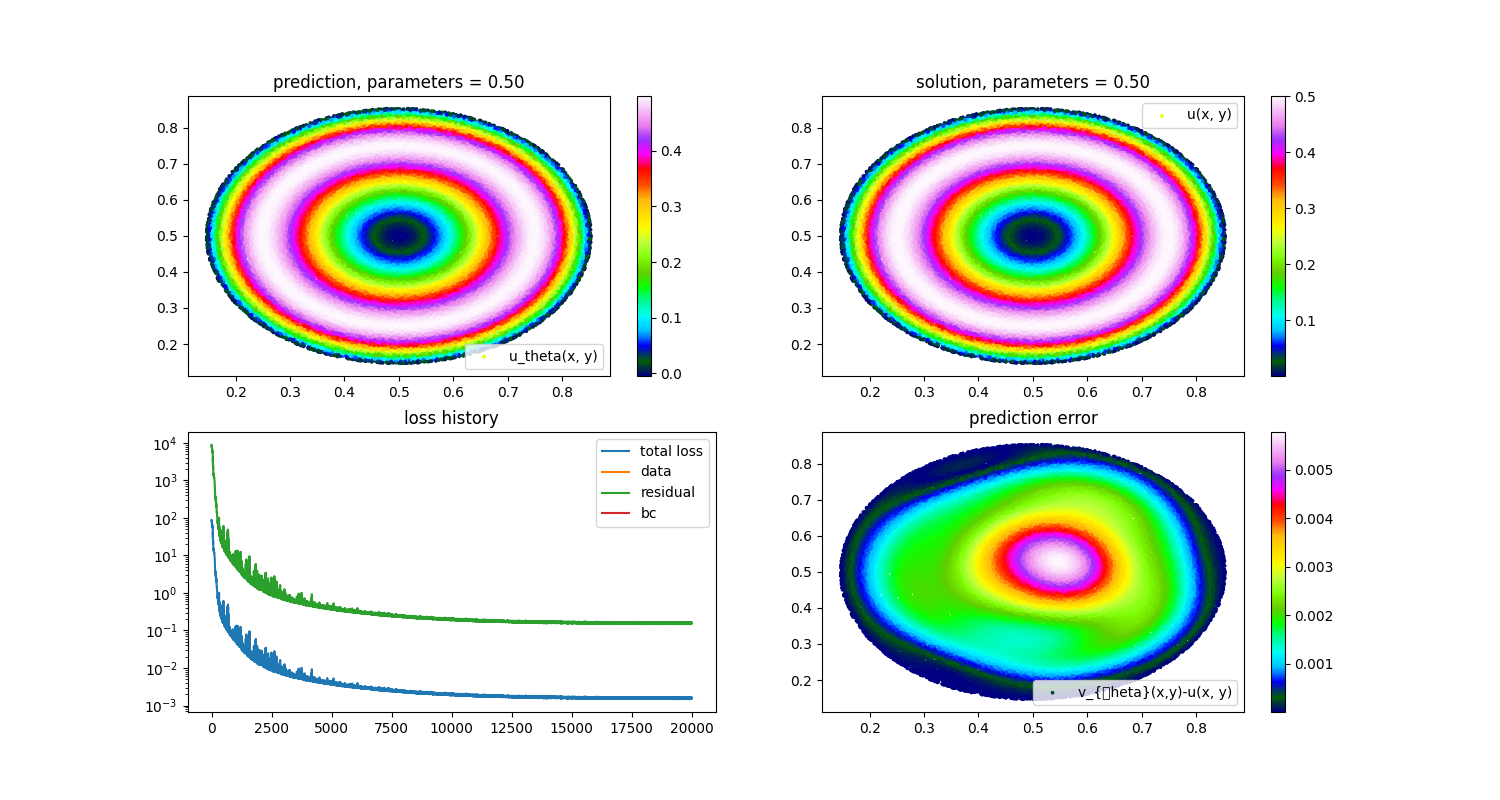 prediction, parameters = 0.50
0.8
0.7
0.6
0.5
0.4
0.3
0.2
u_theta(x, y)
0.2 0.3 0.4 0.5 0.6 0.7 0.8
0.4
0.3
0.2
0.1
0.0
solution, parameters = 0.50
0.8
0.7
0.6
0.5
0.4
0.3
0.2
u(x, y)
0.2 0.3 0.4 0.5 0.6 0.7 0.8
0.5
0.4
0.3
0.2
0.1
loss history
10⁴
10³
10²
10¹
10⁰
10⁻¹
10⁻²
10⁻³
total loss
data
residual
bc
0 2500 5000 7500 10000 12500 15000 17500 20000
prediction error
0.8
0.7
0.6
0.5
0.4
0.3
0.2
v_{▯heta}(x,y)-u(x, y)
0.2 0.3 0.4 0.5 0.6 0.7 0.8
0.005
0.004
0.003
0.002
0.001